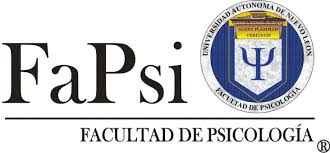 FaPsi
UNIVERSIDAD AUTONOMA DE NUEVO LEON
ALERE FLAMMAM
VERITATIS
Ψ
FACULTAD DE PSICOLOGIA
FACULTAD DE PSICOLOGÍA
®